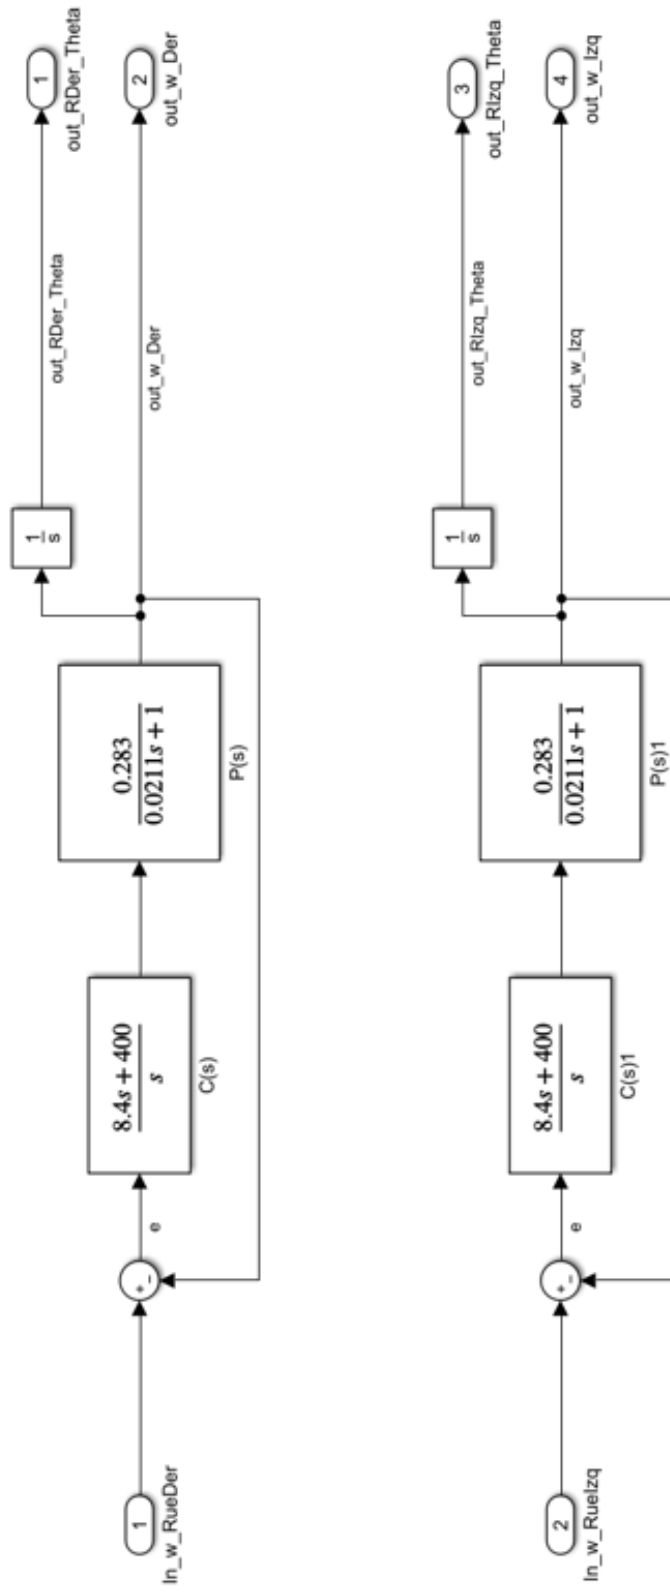 1
In_w_RueDer
+
-
e
8.4s + 400
s
C(s)
0.283
0.0211s + 1
P(s)
1
s
out_RDer_Theta
1
out_RDer_Theta
out_w_Der
2
out_w_Der
2
In_w_RueIzq
+
-
e
8.4s + 400
s
C(s)1
0.283
0.0211s + 1
P(s)1
1
s
out_RIzq_Theta
3
out_RIzq_Theta
out_w_Izq
4
out_w_Izq